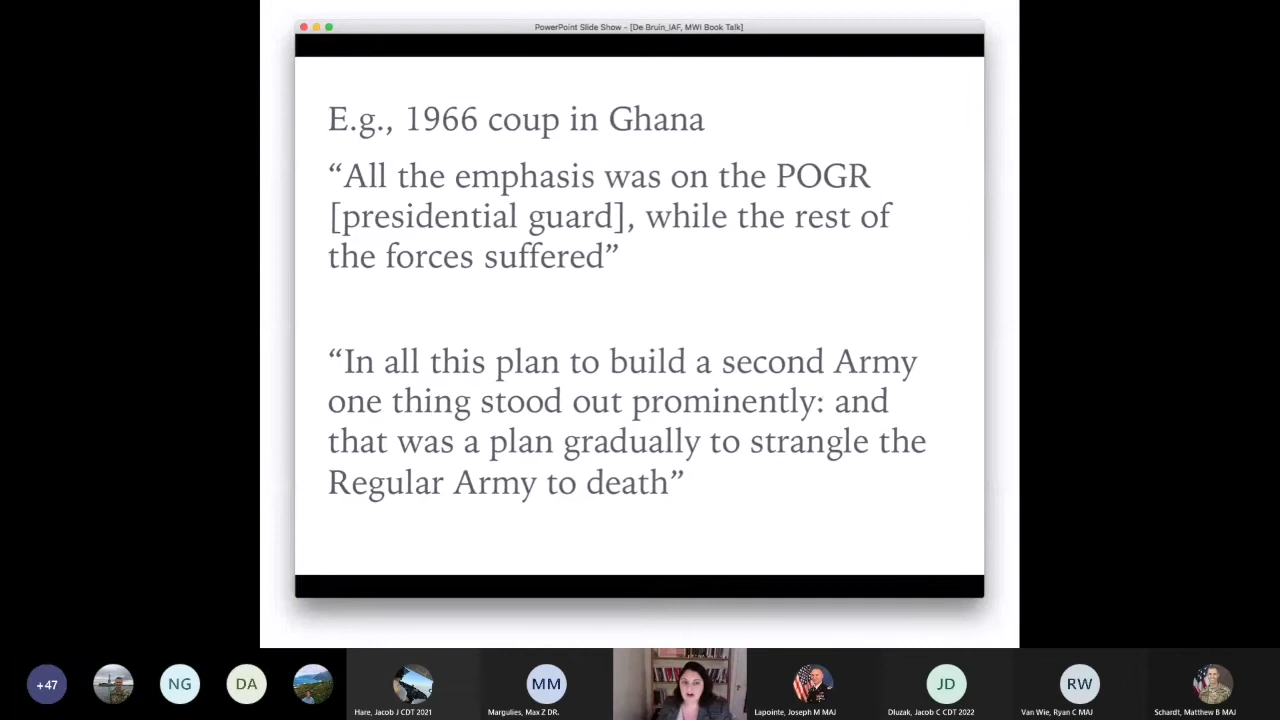 PowerPoint Slide Show - [De Bruin_IAF, MWI Book Talk]
E.g., 1966 coup in Ghana
“All the emphasis was on the POGR
[presidential guard], while the rest of
the forces suffered”
“In all this plan to build a second Army
one thing stood out prominently: and
that was a plan gradually to strangle the
Regular Army to death”
+47
NG
DA
Hare, Jacob J CDT 2021
MM
Margulies, Max Z DR.
Lapointe, Joseph M MAJ
JD
Dluzak, Jacob C CDT 2022
RW
Van Wie, Ryan C MAJ
Schardt, Matthew B MAJ